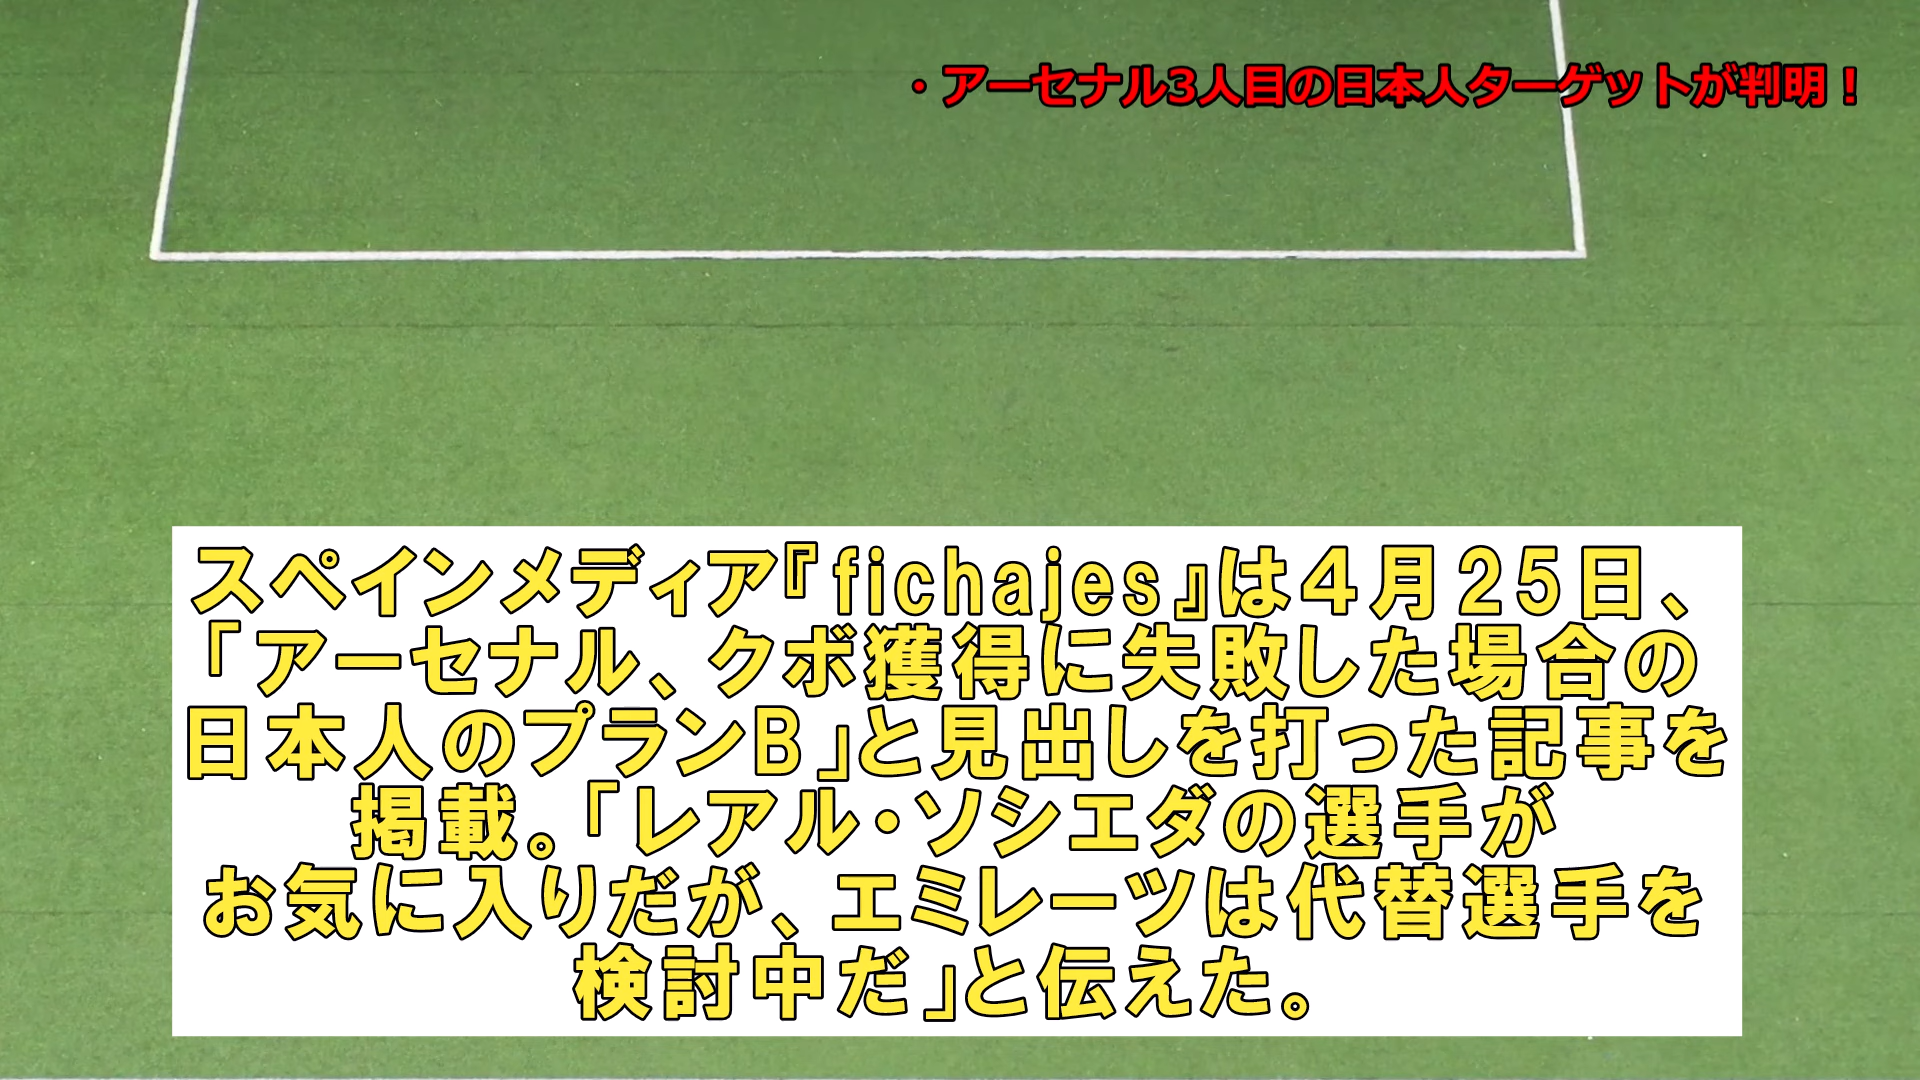 ・アーセナル3人目の日本人ターゲットが判明！
スペインメディア『fichajes』は４月２５日、
「アーセナル、クボ獲得に失敗した場合の
日本人のプランB」と見出しを打った記事を
掲載。「レアル・ソシエダの選手が
お気に入りだが、エミレーツは代替選手を
検討中だ」と伝えた。